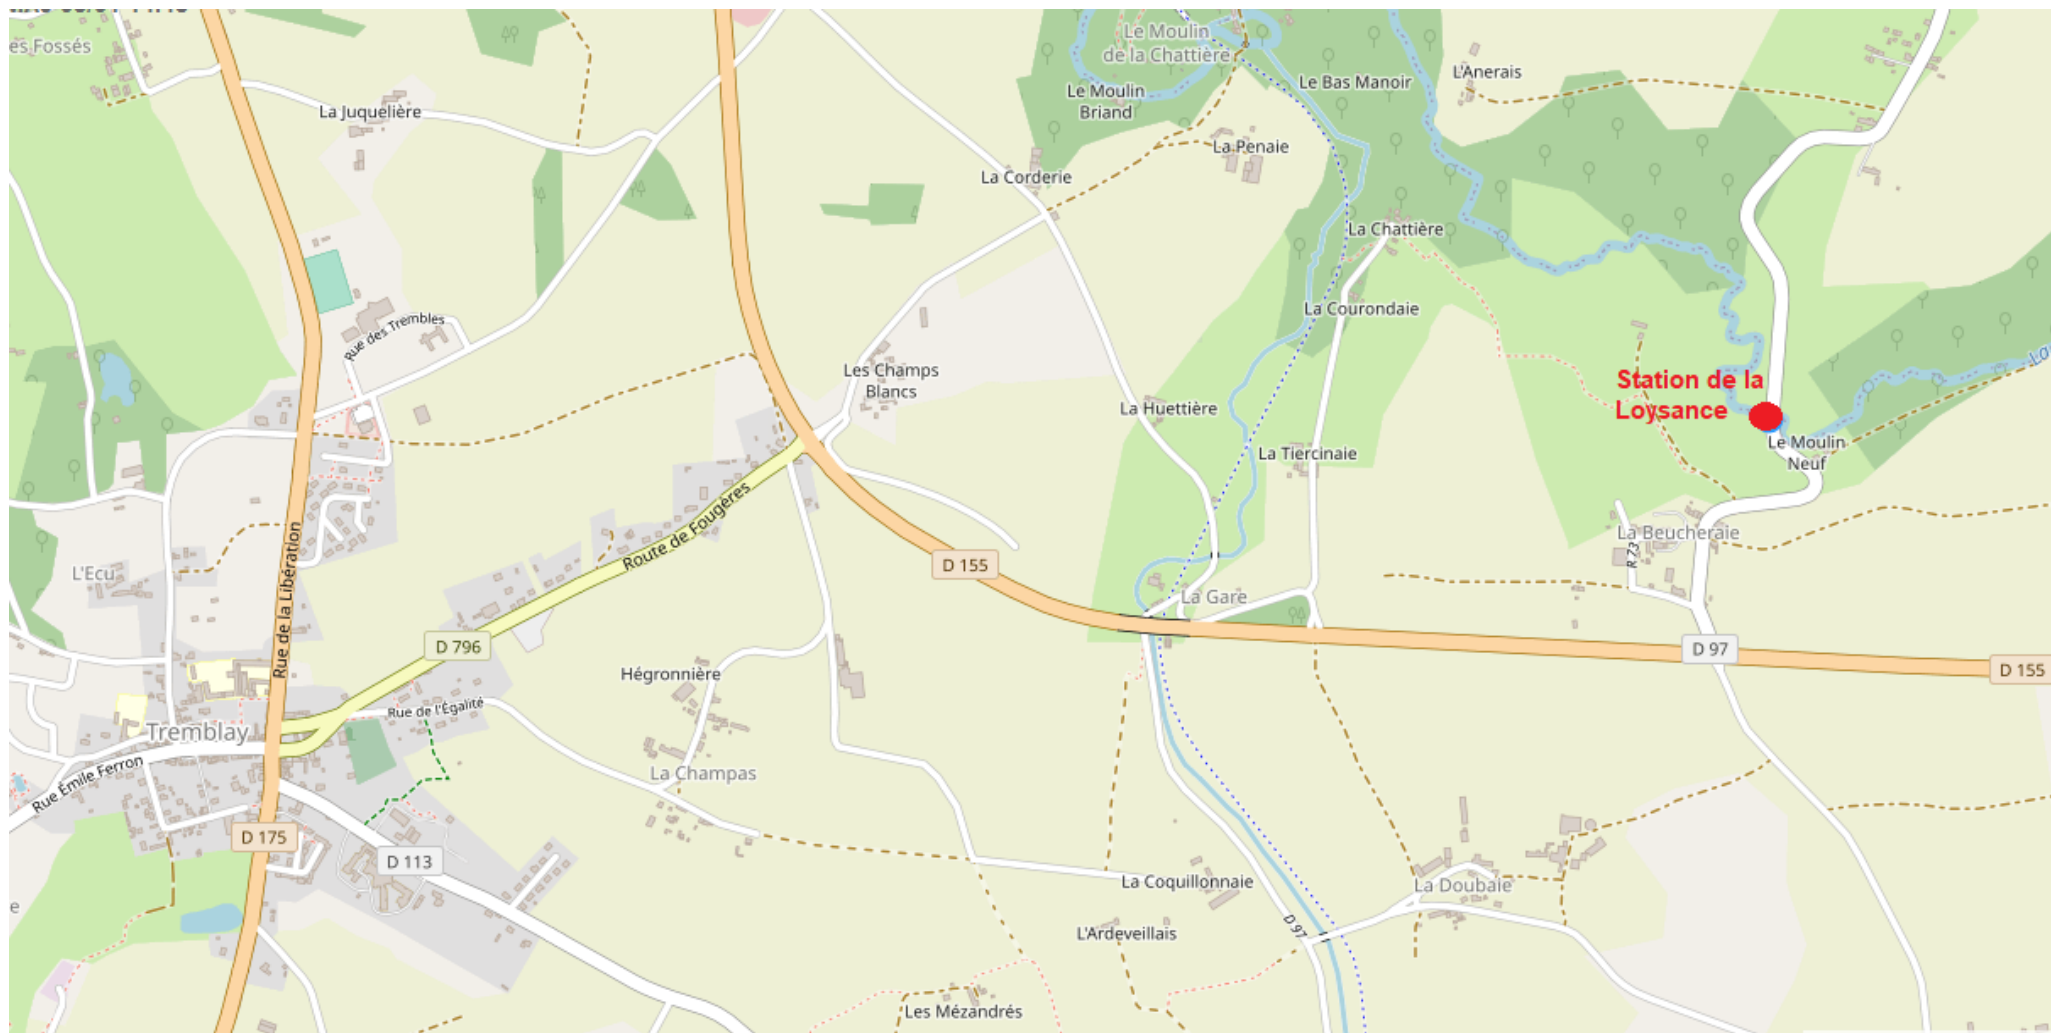 es Fossés
Le Moulin
de la Chattière
L'Anerais
Le Bas Manoir
Le Moulin
Briand
La Juquelière
La Penaie
La Corderie
La Chattière
La Courondaie
Rue des Trembles
Les Champs
Blancs
Station de la
Loysance
La Huettière
Le Moulin
Neuf
La Tiercinaie
Route de Fougères
La Beucheraie
R 73
L'Ecu
D 155
La Gare
Rue de la Libération
D 796
D 97
D 155
Hégronnière
Rue de l'Égalité
Tremblay
La Champas
Rue Émile Ferron
D 175
D 113
La Coquillonnaie
La Doubaie
e
D 97
L'Ardeveillais
Les Mézandrés